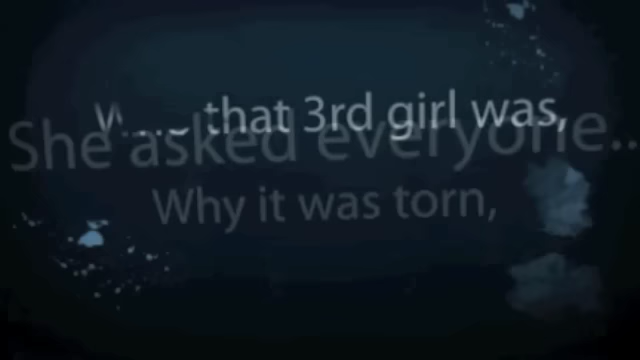 that 3rd girl was,
She asked everyone..
Why it was torn,